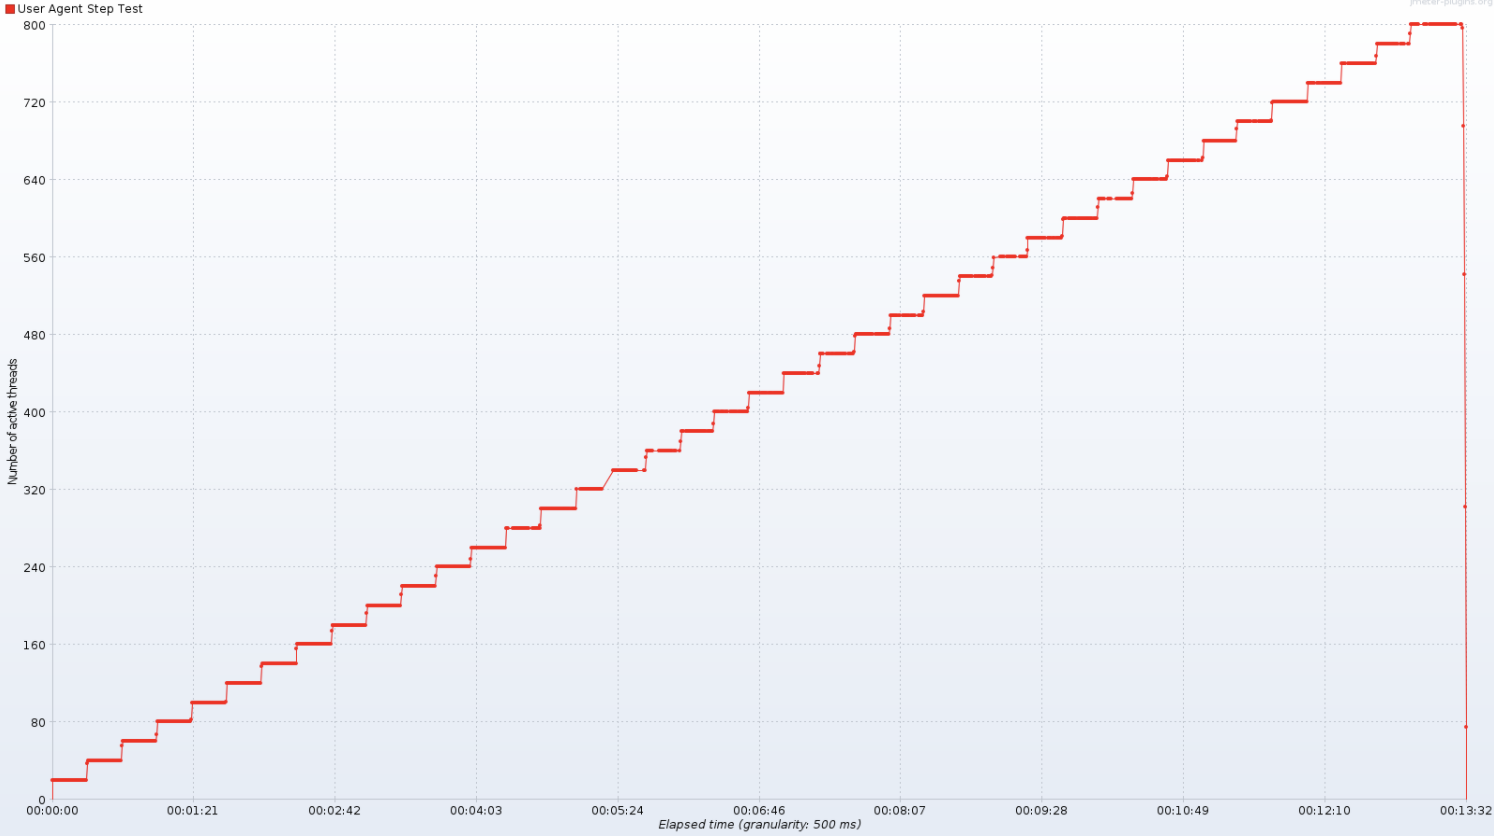 jmeter-plugins.org
User Agent Step Test
800
720
640
560
480
400
320
240
160
80
0
Number of active threads
00:00:00 00:01:21 00:02:42 00:04:03 00:05:24 00:06:46 00:08:07 00:09:28 00:10:49 00:12:10 00:13:32
Elapsed time (granularity: 500 ms)